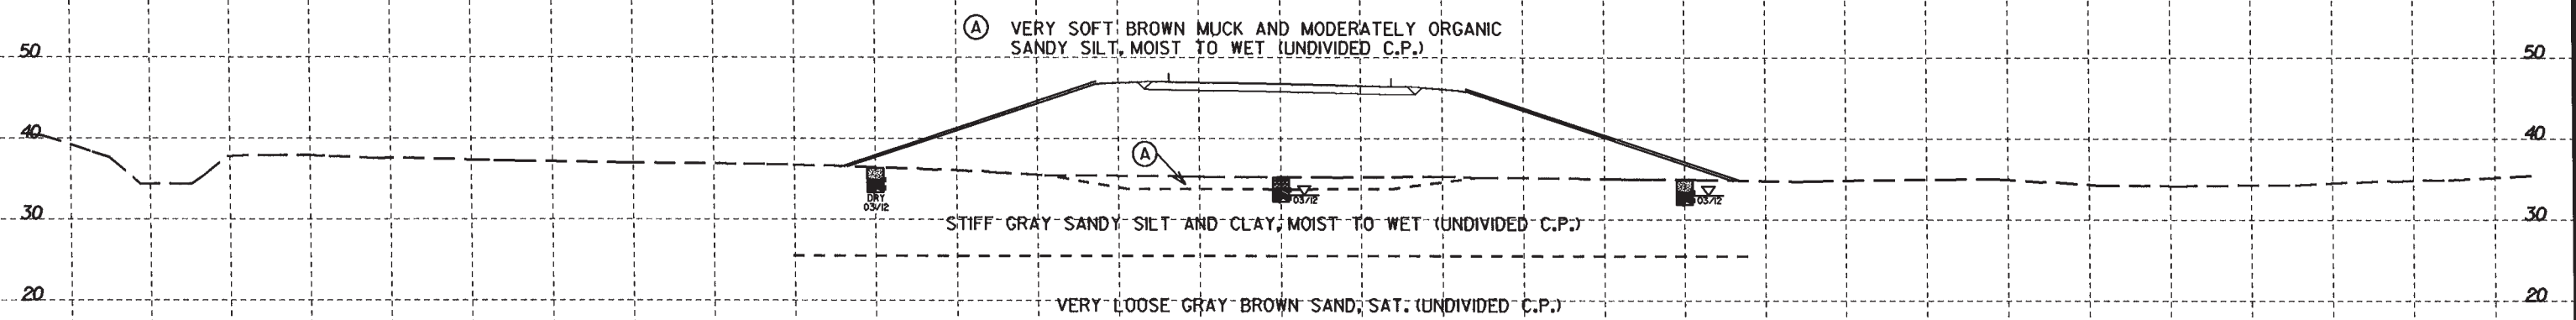 Ⓐ VERY SOFT BROWN MUCK AND MODERATELY ORGANIC
SANDY SILT, MOIST TO WET (UNDIVIDED C.P.)
50 50
40 40
A
DRY
03/12
03/12
03/12
30 30
STIFF GRAY SANDY SILT AND CLAY, MOIST TO WET (UNDIVIDED C.P.)
20 20
VERY LOOSE GRAY BROWN SAND, SAT. (UNDIVIDED C.P.)